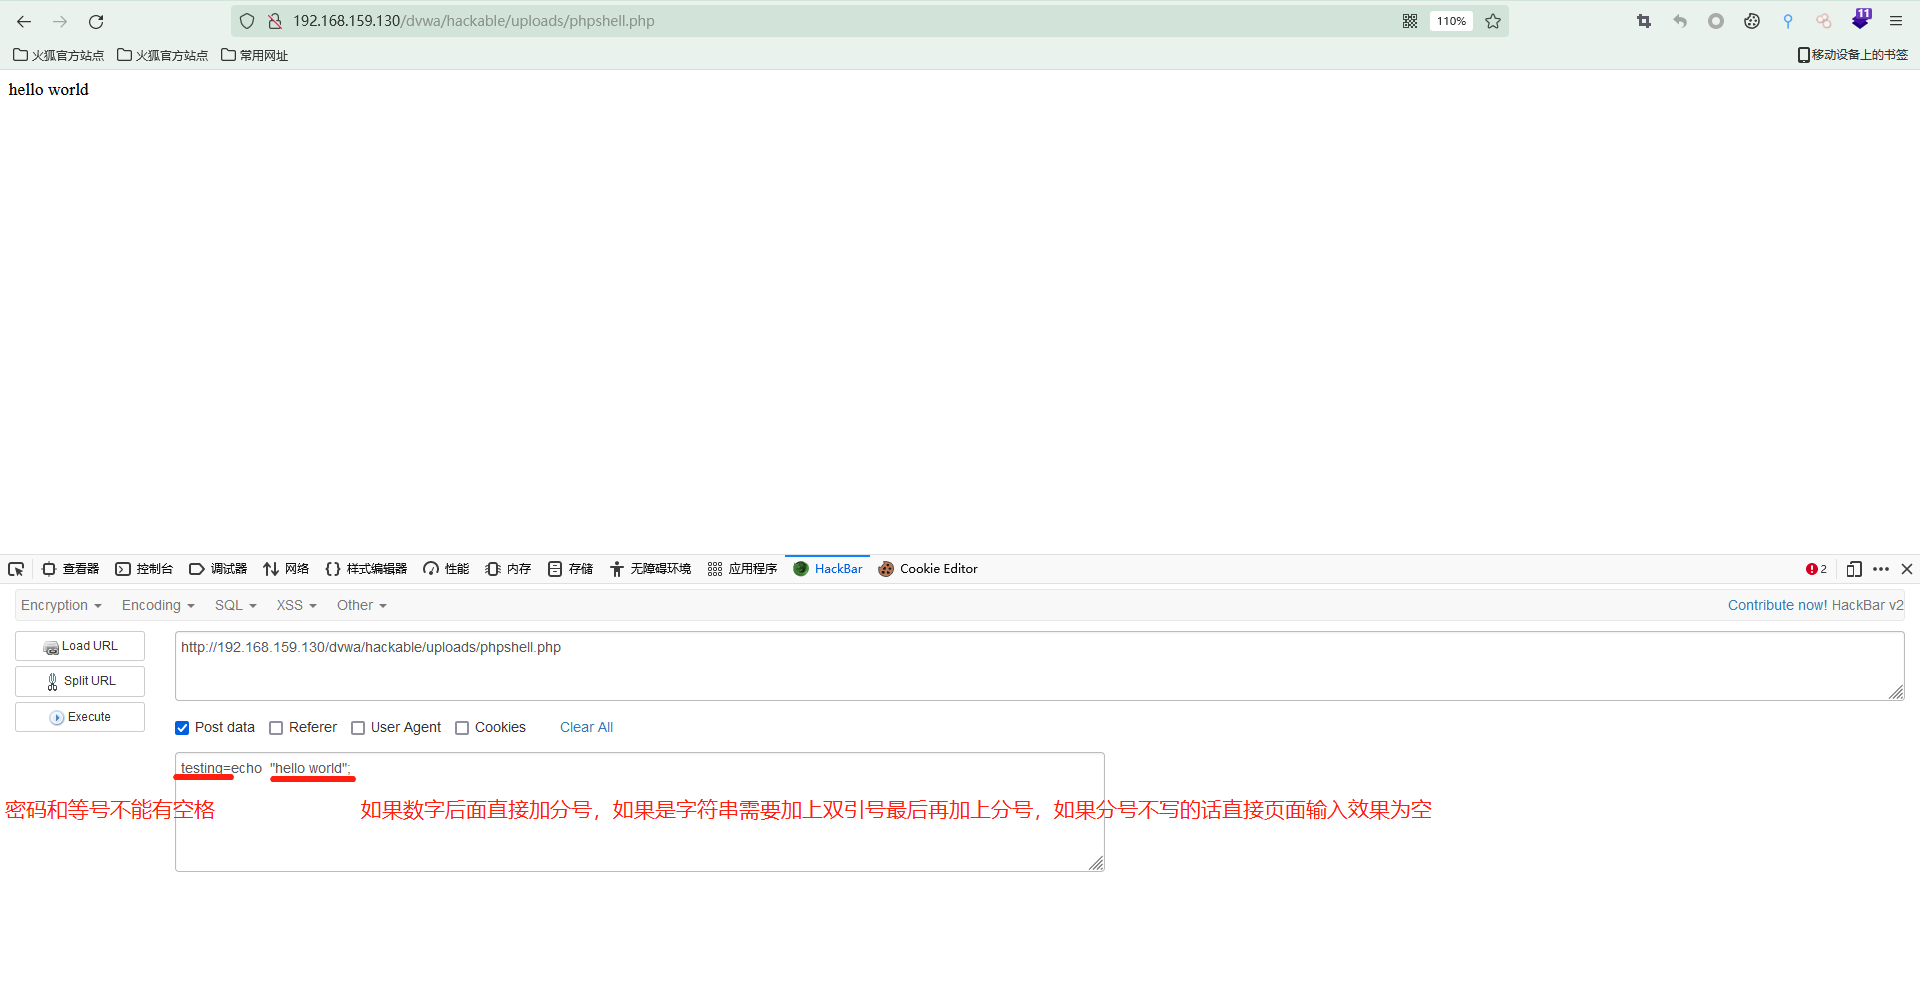 192.168.159.130/dvwa/hackable/uploads/phpshell.php 110% 11
火狐官方站点 火狐官方站点 常用网址 移动设备上的书签
hello world
查看器 控制台 调试器 网络 样式编辑器 性能 内存 存储 无障碍环境 应用程序 HackBar Cookie Editor 2
Encryption Encoding SQL XSS Other Contribute now! HackBar v2
Load URL http://192.168.159.130/dvwa/hackable/uploads/phpshell.php
Split URL
Execute
Post data Referer User Agent Cookies Clear All
testing=echo "hello world";
密码和等号不能有空格 如果数字后面直接加分号，如果是字符串需要加上双引号最后再加上分号，如果分号不写的话直接页面输入效果为空